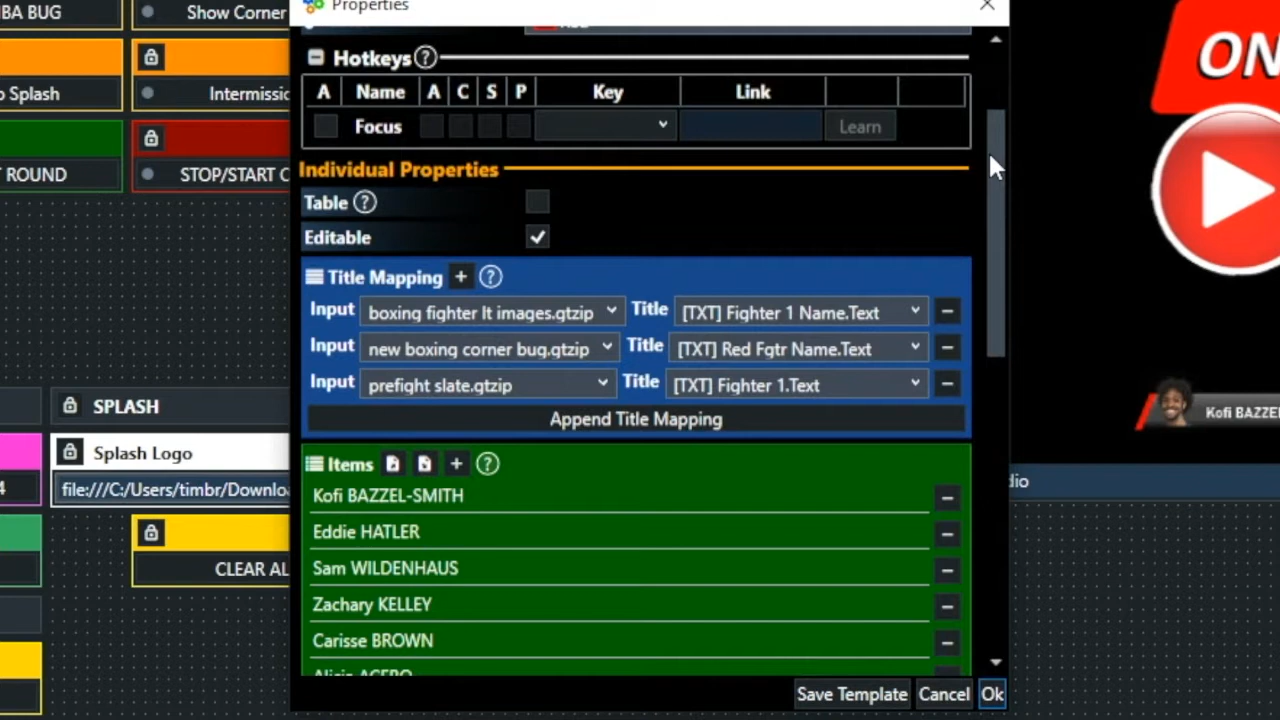 Properties
BA BUG
Show Corner
Hotkeys ?
A Name A C S P Key Link
o Splash
Intermissic
Focus Learn
ROUND
STOP/START C
Individual Properties
Table ?
Editable
Title Mapping + ?
Input boxing fighter lt images.gtzip Title [TXT] Fighter 1 Name.Text
Input new boxing corner bug.gtzip Title [TXT] Red Fgtr Name.Text
Input prefight slate.gtzip Title [TXT] Fighter 1.Text
Append Title Mapping
SPLASH
Splash Logo
4
file:///C:/Users/timbr/Downloa
CLEAR AL
Items + ?
Kofi BAZZEL-SMITH
Eddie HATLER
Sam WILDENHAUS
Zachary KELLEY
Carisse BROWN
Save Template Cancel Ok
ON
Kofi BAZZEL
dio